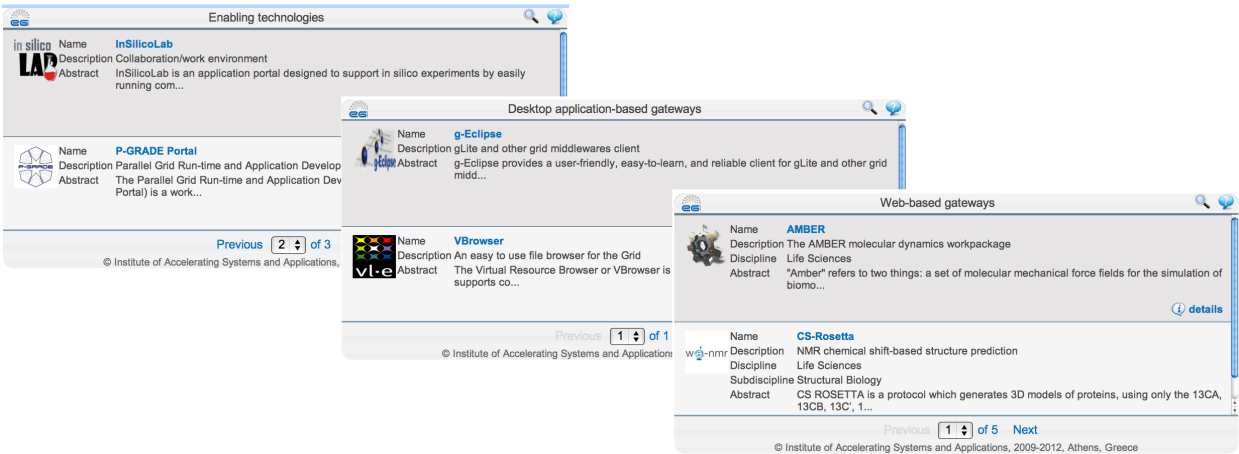 Enabling technologies
in silico
LAB
Name InSilicoLab
Description Collaboration/work environment
Abstract InSilicoLab is an application portal designed to support in silico experiments by easily
running com...
P-GRADE
Name P-GRADE Portal
Description Parallel Grid Run-time and Application Develop
Abstract The Parallel Grid Run-time and Application Dev
Portal) is a work...
Previous 2 of 3
© Institute of Accelerating Systems and Applications,
Desktop application-based gateways
g-Eclipse
Name g-Eclipse
Description gLite and other grid middlewares client
Abstract g-Eclipse provides a user-friendly, easy-to-learn, and reliable client for gLite and other grid
midd...
vl·e
Name VBrowser
Description An easy to use file browser for the Grid
Abstract The Virtual Resource Browser or VBrowser is
supports co...
Previous 1 of 1
© Institute of Accelerating Systems and Applications
Web-based gateways
Name AMBER
Description The AMBER molecular dynamics workpackage
Discipline Life Sciences
Abstract "Amber" refers to two things: a set of molecular mechanical force fields for the simulation of
biomo...
details
we-nmr
Name CS-Rosetta
Description NMR chemical shift-based structure prediction
Discipline Life Sciences
Subdiscipline Structural Biology
Abstract CS ROSETTA is a protocol which generates 3D models of proteins, using only the 13CA,
13CB, 13C', 1...
Previous 1 of 5 Next
© Institute of Accelerating Systems and Applications, 2009-2012, Athens, Greece